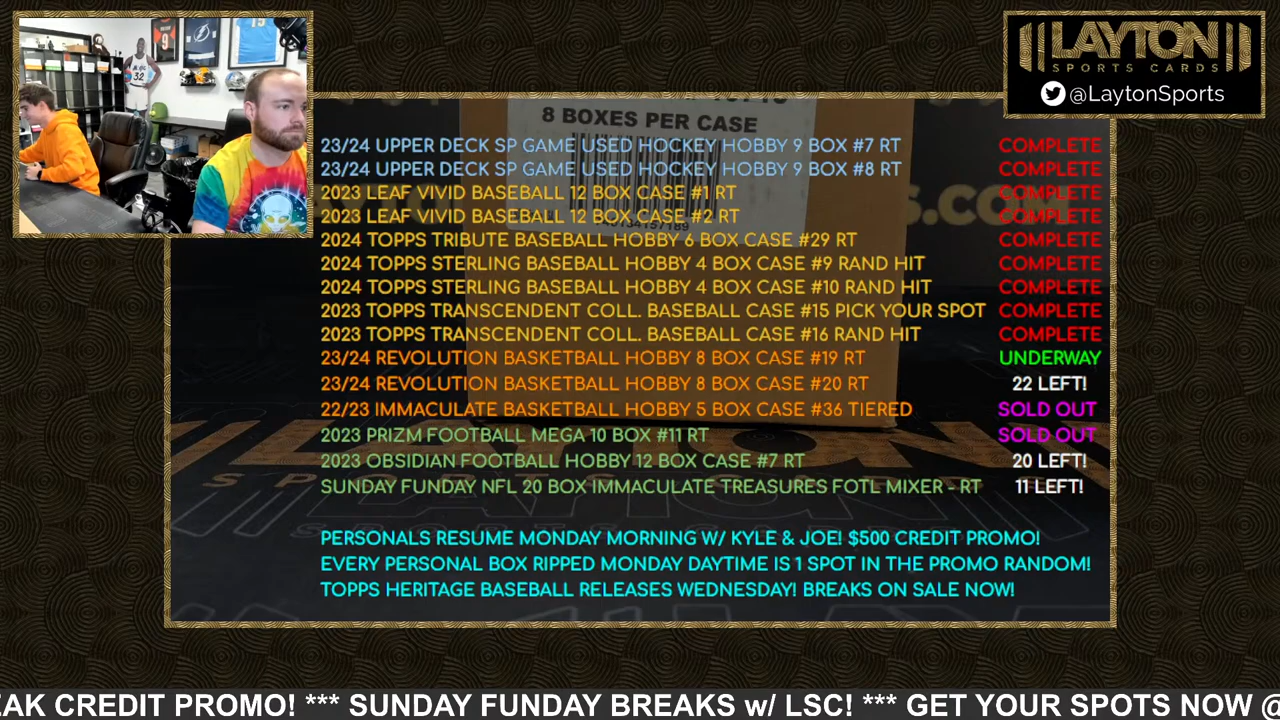 LAYTON
SPORTS CARDS
@LaytonSports
8 BOXES PER CASE
23/24 UPPER DECK SP GAME USED HOCKEY HOBBY 9 BOX #7 RT COMPLETE
23/24 UPPER DECK SP GAME USED HOCKEY HOBBY 9 BOX #8 RT COMPLETE
2023 LEAF VIVID BASEBALL 12 BOX CASE #1 RT COMPLETE
2023 LEAF VIVID BASEBALL 12 BOX CASE #2 RT COMPLETE
2024 TOPPS TRIBUTE BASEBALL HOBBY 6 BOX CASE #29 RT COMPLETE
2024 TOPPS STERLING BASEBALL HOBBY 4 BOX CASE #9 RAND HIT COMPLETE
2024 TOPPS STERLING BASEBALL HOBBY 4 BOX CASE #10 RAND HIT COMPLETE
2023 TOPPS TRANSCENDENT COLL. BASEBALL CASE #15 PICK YOUR SPOT COMPLETE
2023 TOPPS TRANSCENDENT COLL. BASEBALL CASE #16 RAND HIT COMPLETE
23/24 REVOLUTION BASKETBALL HOBBY 8 BOX CASE #19 RT UNDERWAY
23/24 REVOLUTION BASKETBALL HOBBY 8 BOX CASE #20 RT 22 LEFT!
22/23 IMMACULATE BASKETBALL HOBBY 5 BOX CASE #36 TIERED SOLD OUT
2023 PRIZM FOOTBALL MEGA 10 BOX #11 RT SOLD OUT
2023 OBSIDIAN FOOTBALL HOBBY 12 BOX CASE #7 RT 20 LEFT!
SUNDAY FUNDAY NFL 20 BOX IMMACULATE TREASURES FOTL MIXER - RT 11 LEFT!
PERSONALS RESUME MONDAY MORNING W/ KYLE & JOE! $500 CREDIT PROMO!
EVERY PERSONAL BOX RIPPED MONDAY DAYTIME IS 1 SPOT IN THE PROMO RANDOM!
TOPPS HERITAGE BASEBALL RELEASES WEDNESDAY! BREAKS ON SALE NOW!
EAK CREDIT PROMO! *** SUNDAY FUNDAY BREAKS w/ LSC! *** GET YOUR SPOTS NOW @